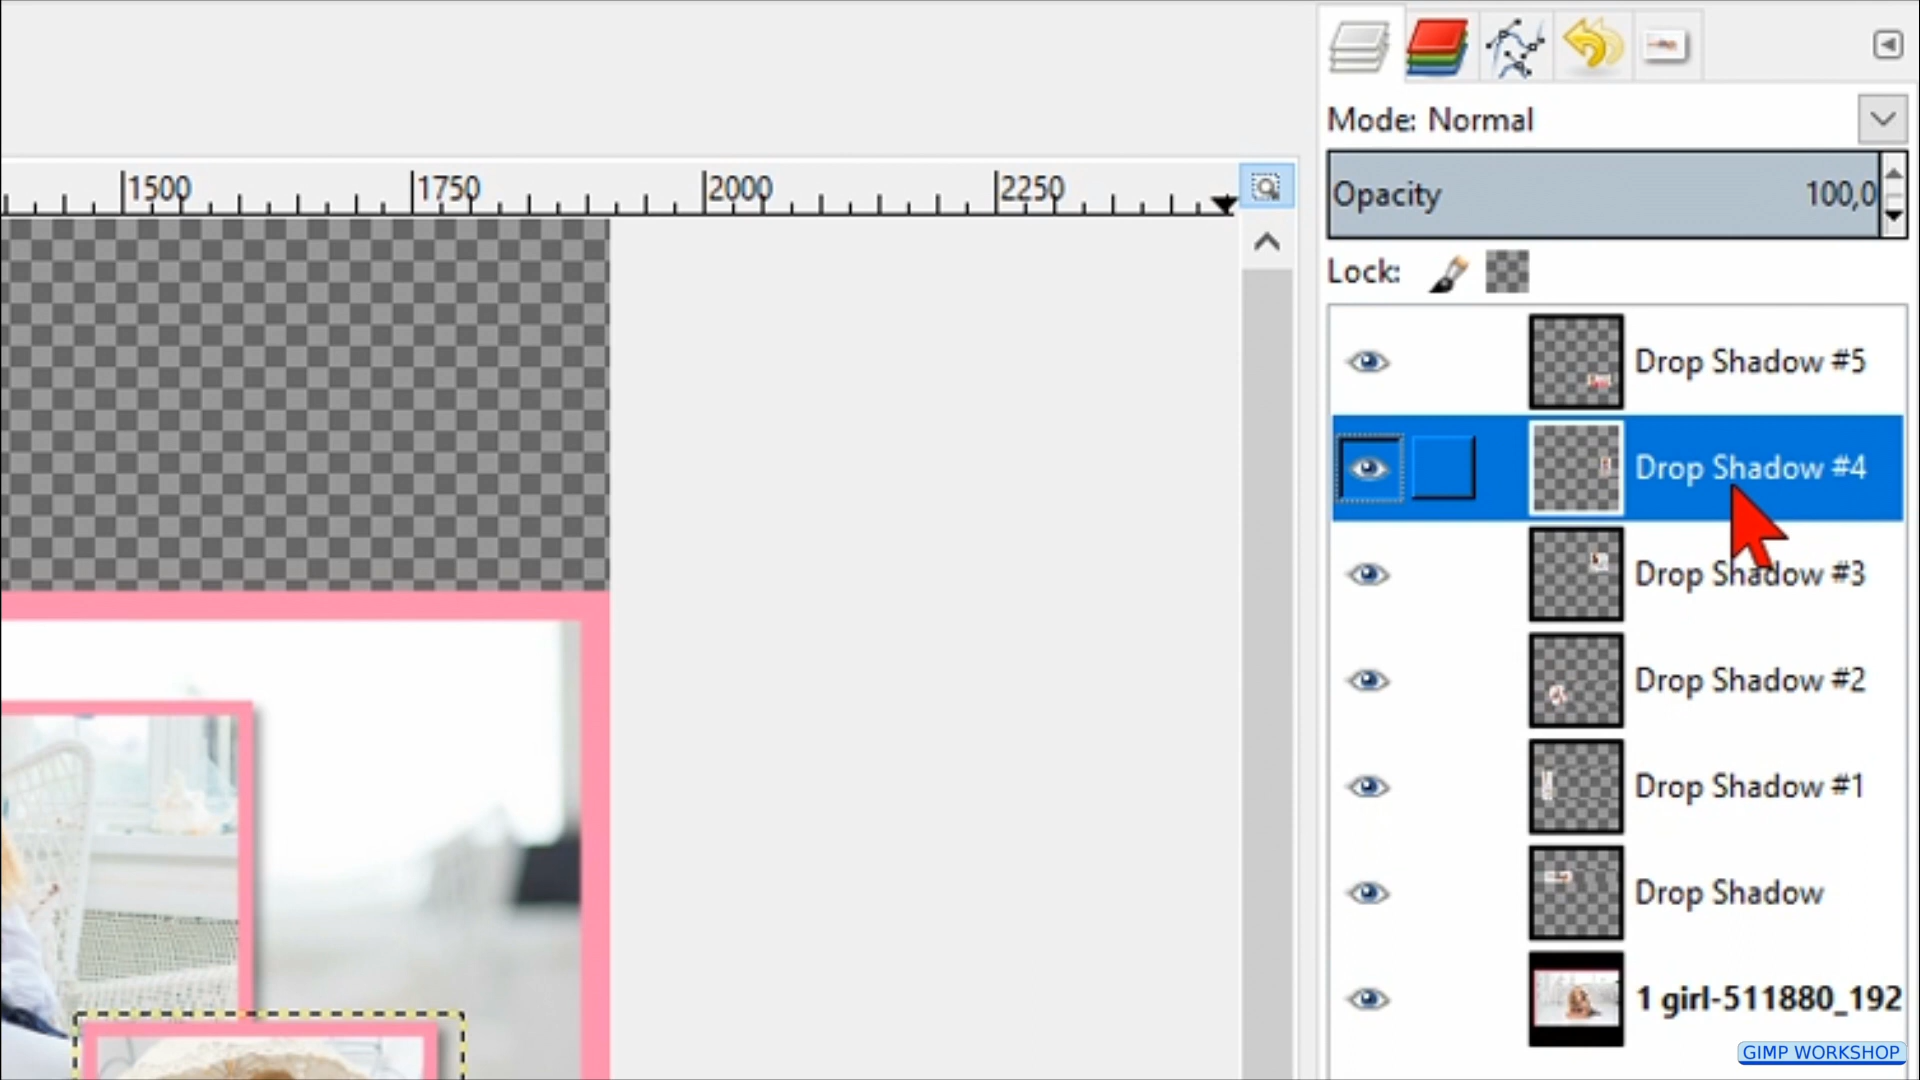 Mode: Normal
1500 1750 2000 2250
Opacity 100,0
Lock:
Drop Shadow #5
Drop Shadow #4
Drop Shadow #3
Drop Shadow #2
Drop Shadow #1
Drop Shadow
1 girl-511880_192
GIMP WORKSHOP